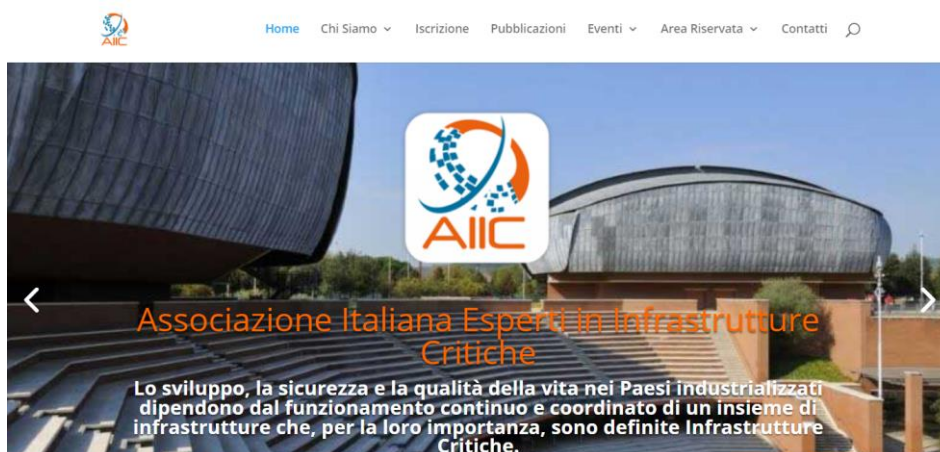 AIIC
Home Chi Siamo Iscrizione Pubblicazioni Eventi Area Riservata Contatti
AIIC
Associazione Italiana Esperti in Infrastrutture
Critiche
Lo sviluppo, la sicurezza e la qualità della vita nei Paesi industrializzati
dipendono dal funzionamento continuo e coordinato di un insieme di
infrastrutture che, per la loro importanza, sono definite Infrastrutture
Critiche.